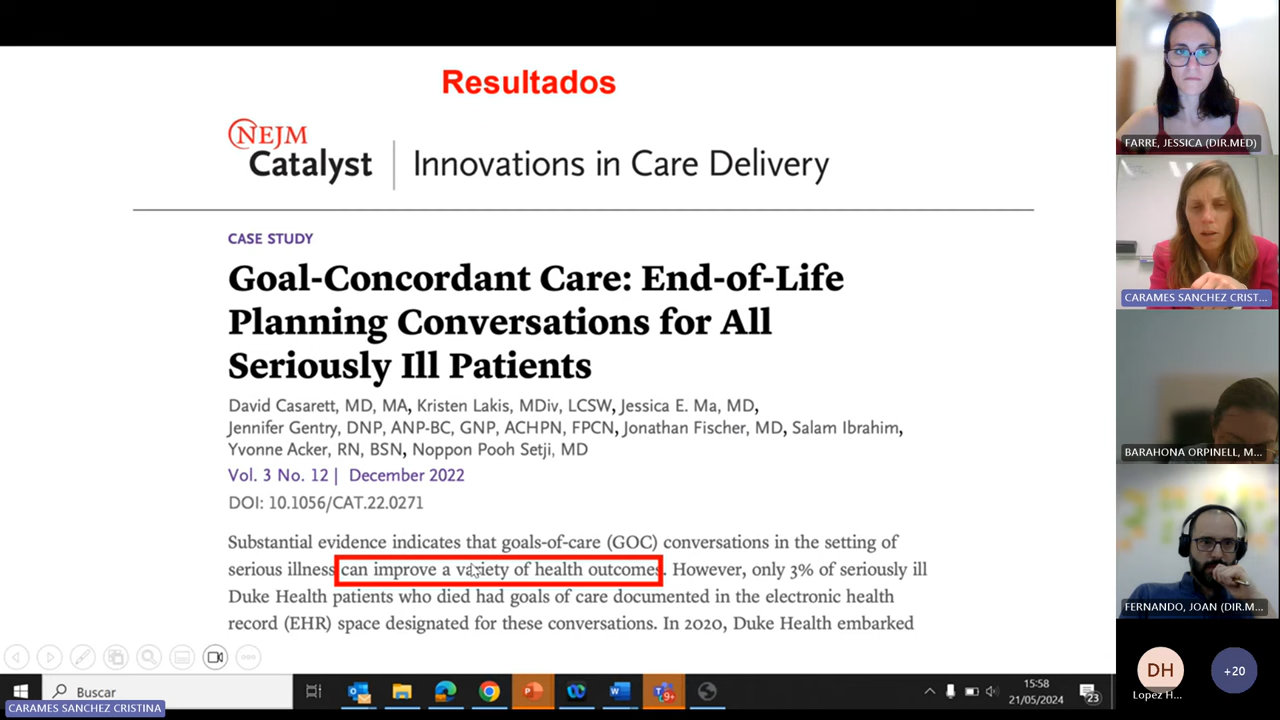 Resultados
NEJM
Catalyst
Innovations in Care Delivery
CASE STUDY
Goal-Concordant Care: End-of-Life
Planning Conversations for All
Seriously Ill Patients
David Casarett, MD, MA, Kristen Lakis, MDiv, LCSW, Jessica E. Ma, MD,
Jennifer Gentry, DNP, ANP-BC, GNP, ACHPN, FPCN, Jonathan Fischer, MD, Salam Ibrahim,
Yvonne Acker, RN, BSN, Noppon Pooh Setji, MD
Vol. 3 No. 12 | December 2022
DOI: 10.1056/CAT.22.0271
Substantial evidence indicates that goals-of-care (GOC) conversations in the setting of
serious illness can improve a variety of health outcomes. However, only 3% of seriously ill
Duke Health patients who died had goals of care documented in the electronic health
record (EHR) space designated for these conversations. In 2020, Duke Health embarked
FARRE, JESSICA (DIR.MED)
CARAMES SANCHEZ CRIST...
BARAHONA ORPINELL, M...
FERNANDO, JOAN (DIR.M...
DH
Lopez H...
+20
Buscar
9+
15:58
21/05/2024
23
CARAMES SANCHEZ CRISTINA